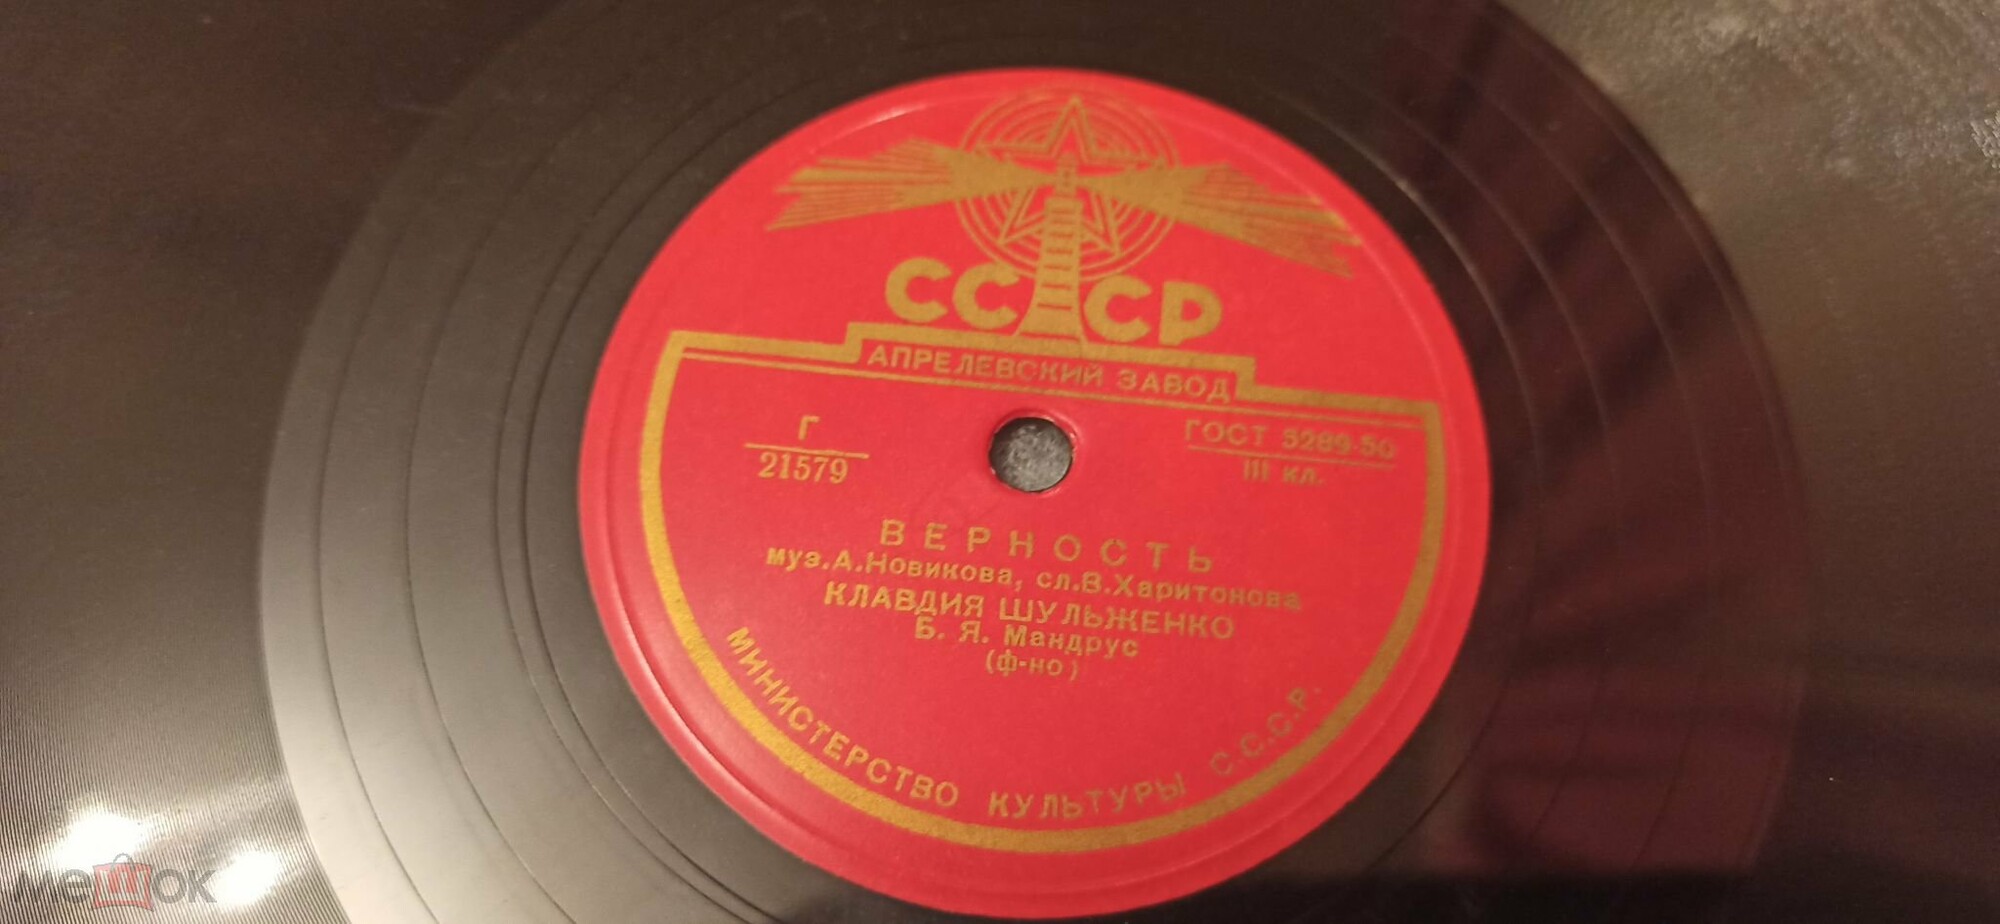 СССР
АПРЕЛЕВСКИЙ ЗАВОД
Г
21579
ГОСТ 5289-50
III кл.
ВЕРНОСТЬ
муз.А.Новикова, сл.В.Харитонова
КЛАВДИЯ ШУЛЬЖЕНКО
Б. Я. Мандрус
(ф-но)
МИНИСТЕРСТВО КУЛЬТУРЫ С.С.С.Р.
мешок